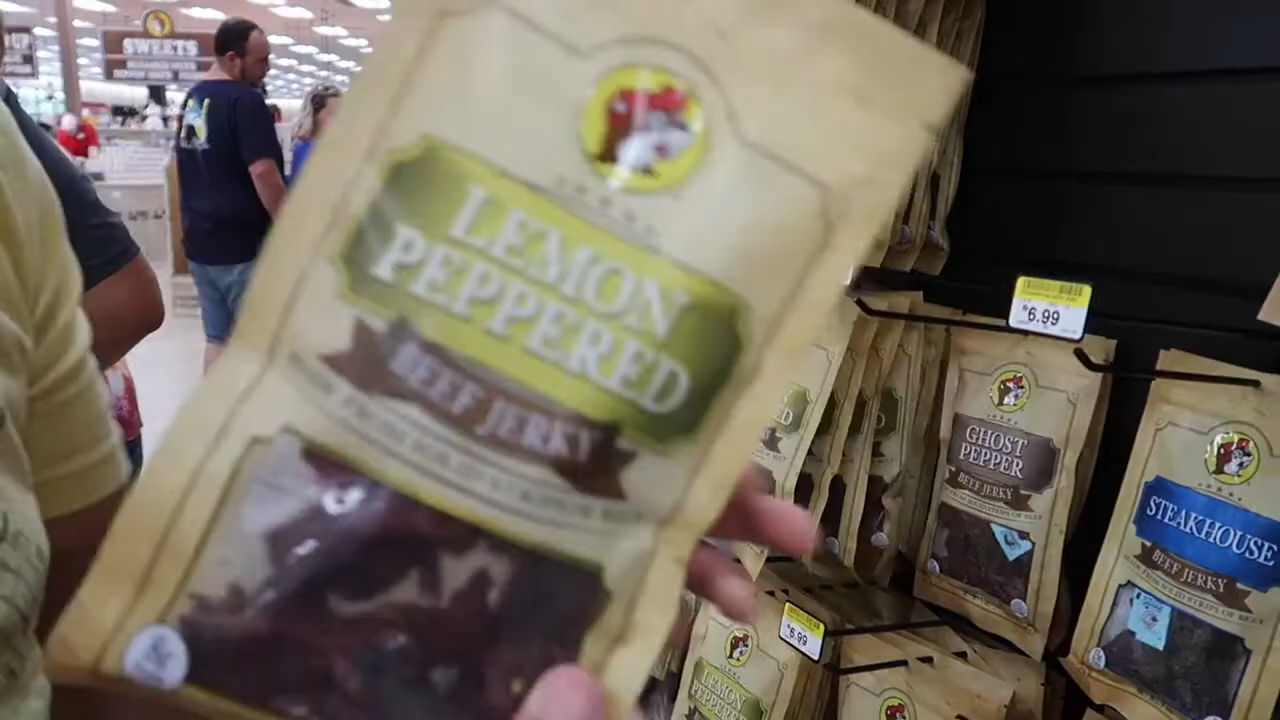 SWEETS
LEMON
PEPPERED
BEEF JERKY
$6.99
GHOST
PEPPER
BEEF JERKY
STEAKHOUSE
BEEF JERKY
$6.99
LEMON
PEPPERED